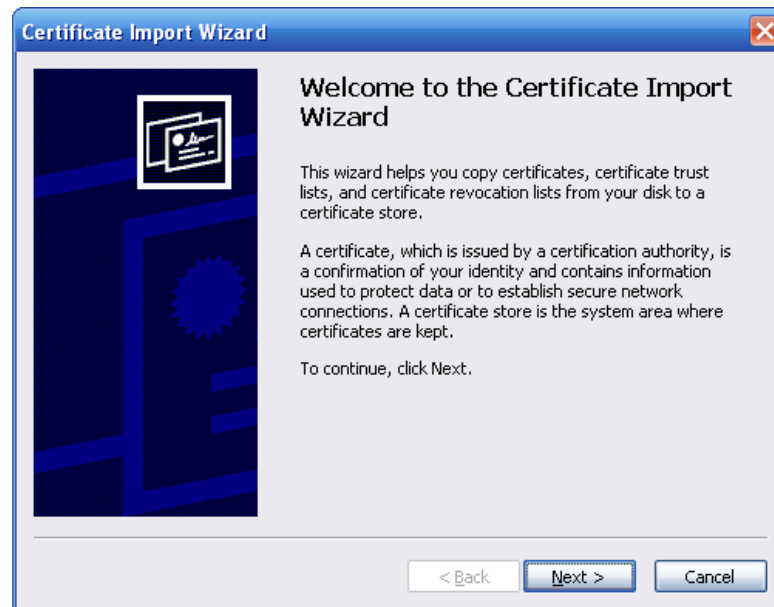 Certificate Import Wizard
Welcome to the Certificate Import
Wizard
This wizard helps you copy certificates, certificate trust
lists, and certificate revocation lists from your disk to a
certificate store.
A certificate, which is issued by a certification authority, is
a confirmation of your identity and contains information
used to protect data or to establish secure network
connections. A certificate store is the system area where
certificates are kept.
To continue, click Next.
< Back Next > Cancel